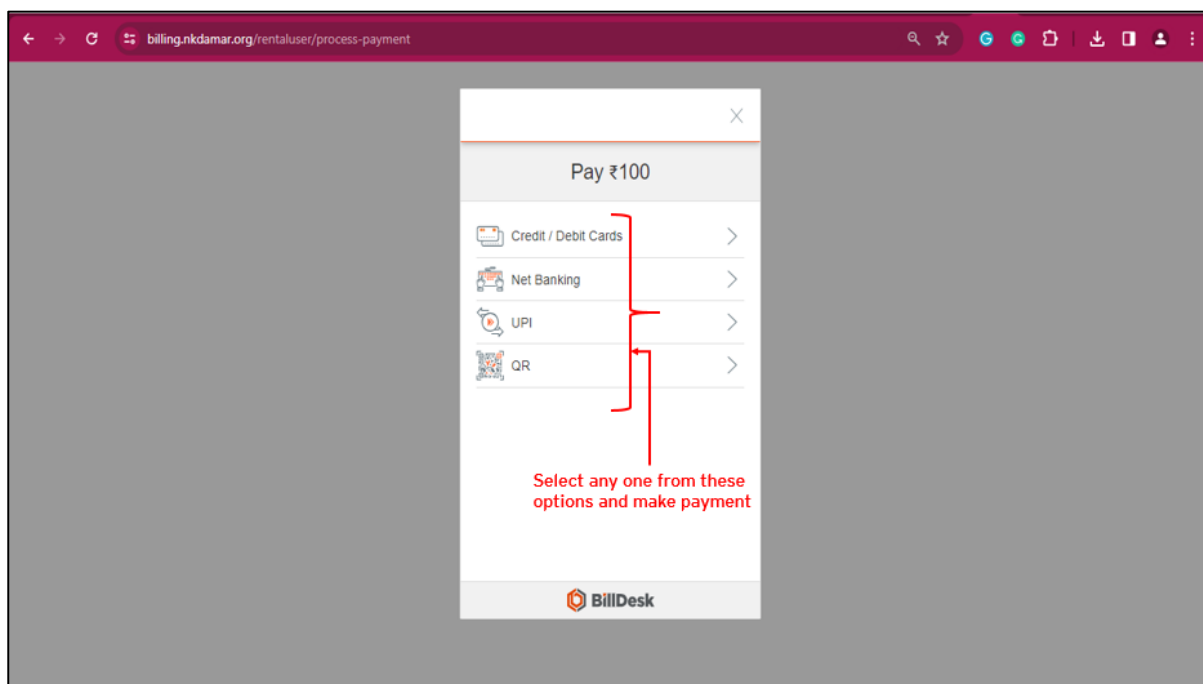 billing.nkdamar.org/rentaluser/process-payment
Pay ₹100
Credit / Debit Cards
Net Banking
UPI
QR
Select any one from these
options and make payment
BillDesk